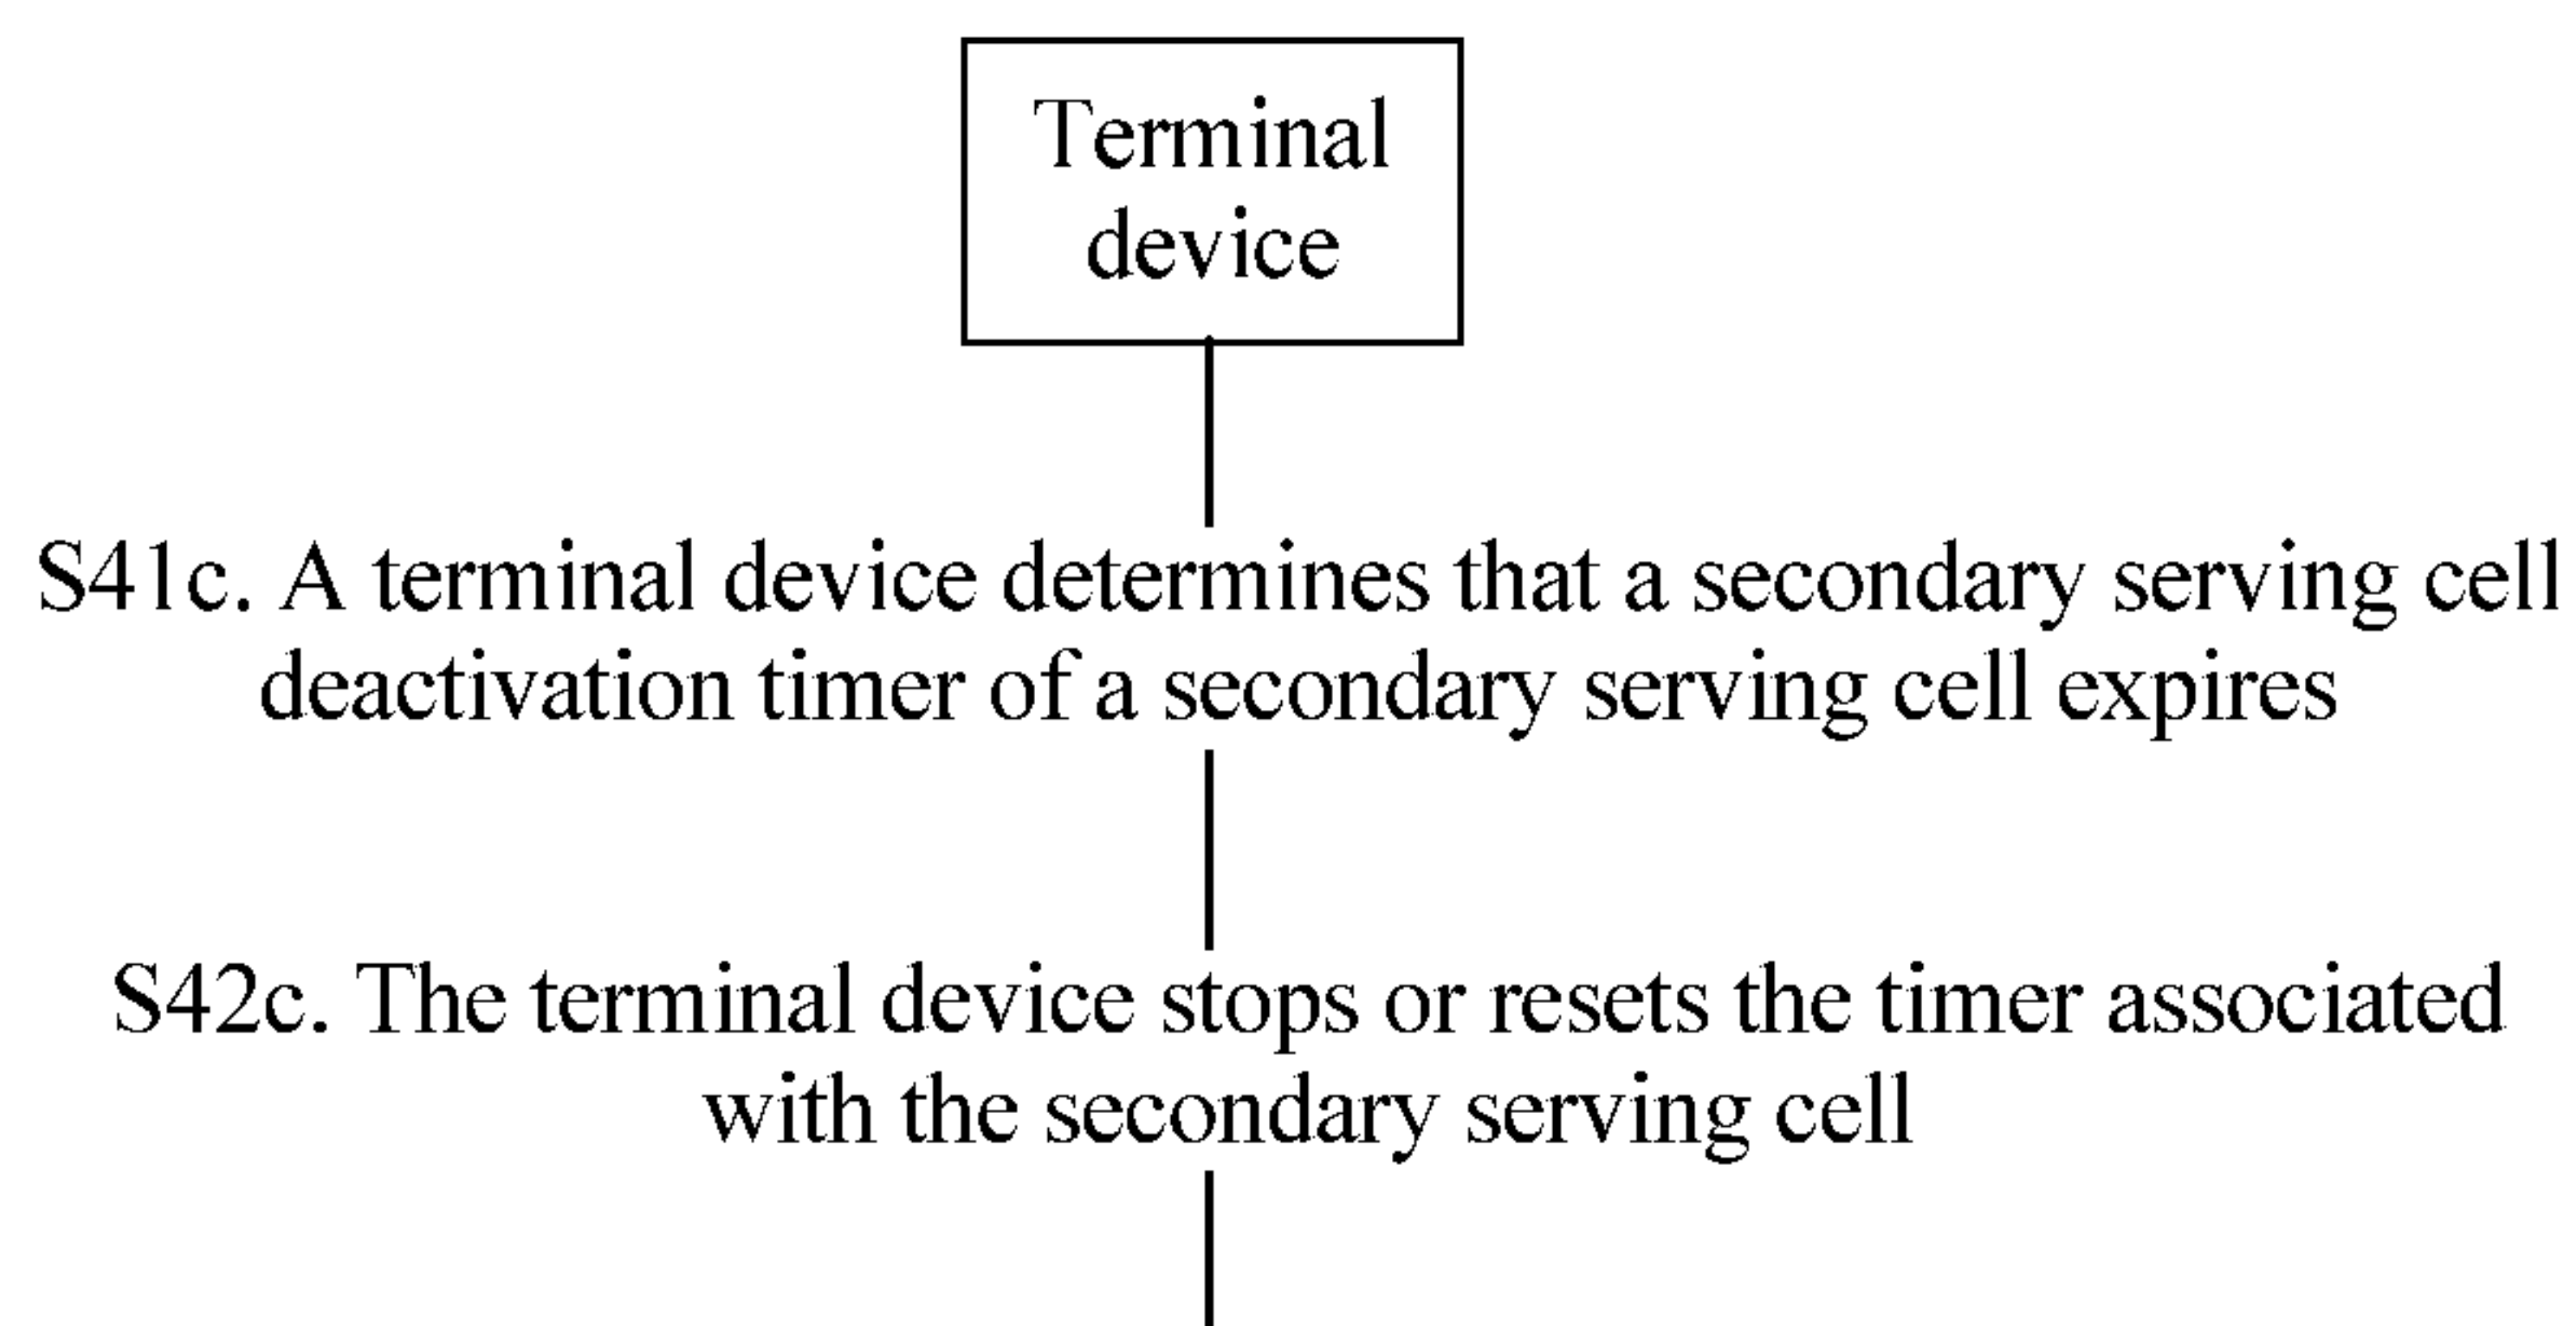 Terminal
device
S41c. A terminal device determines that a secondary serving cell
deactivation timer of a secondary serving cell expires
S42c. The terminal device stops or resets the timer associated
with the secondary serving cell